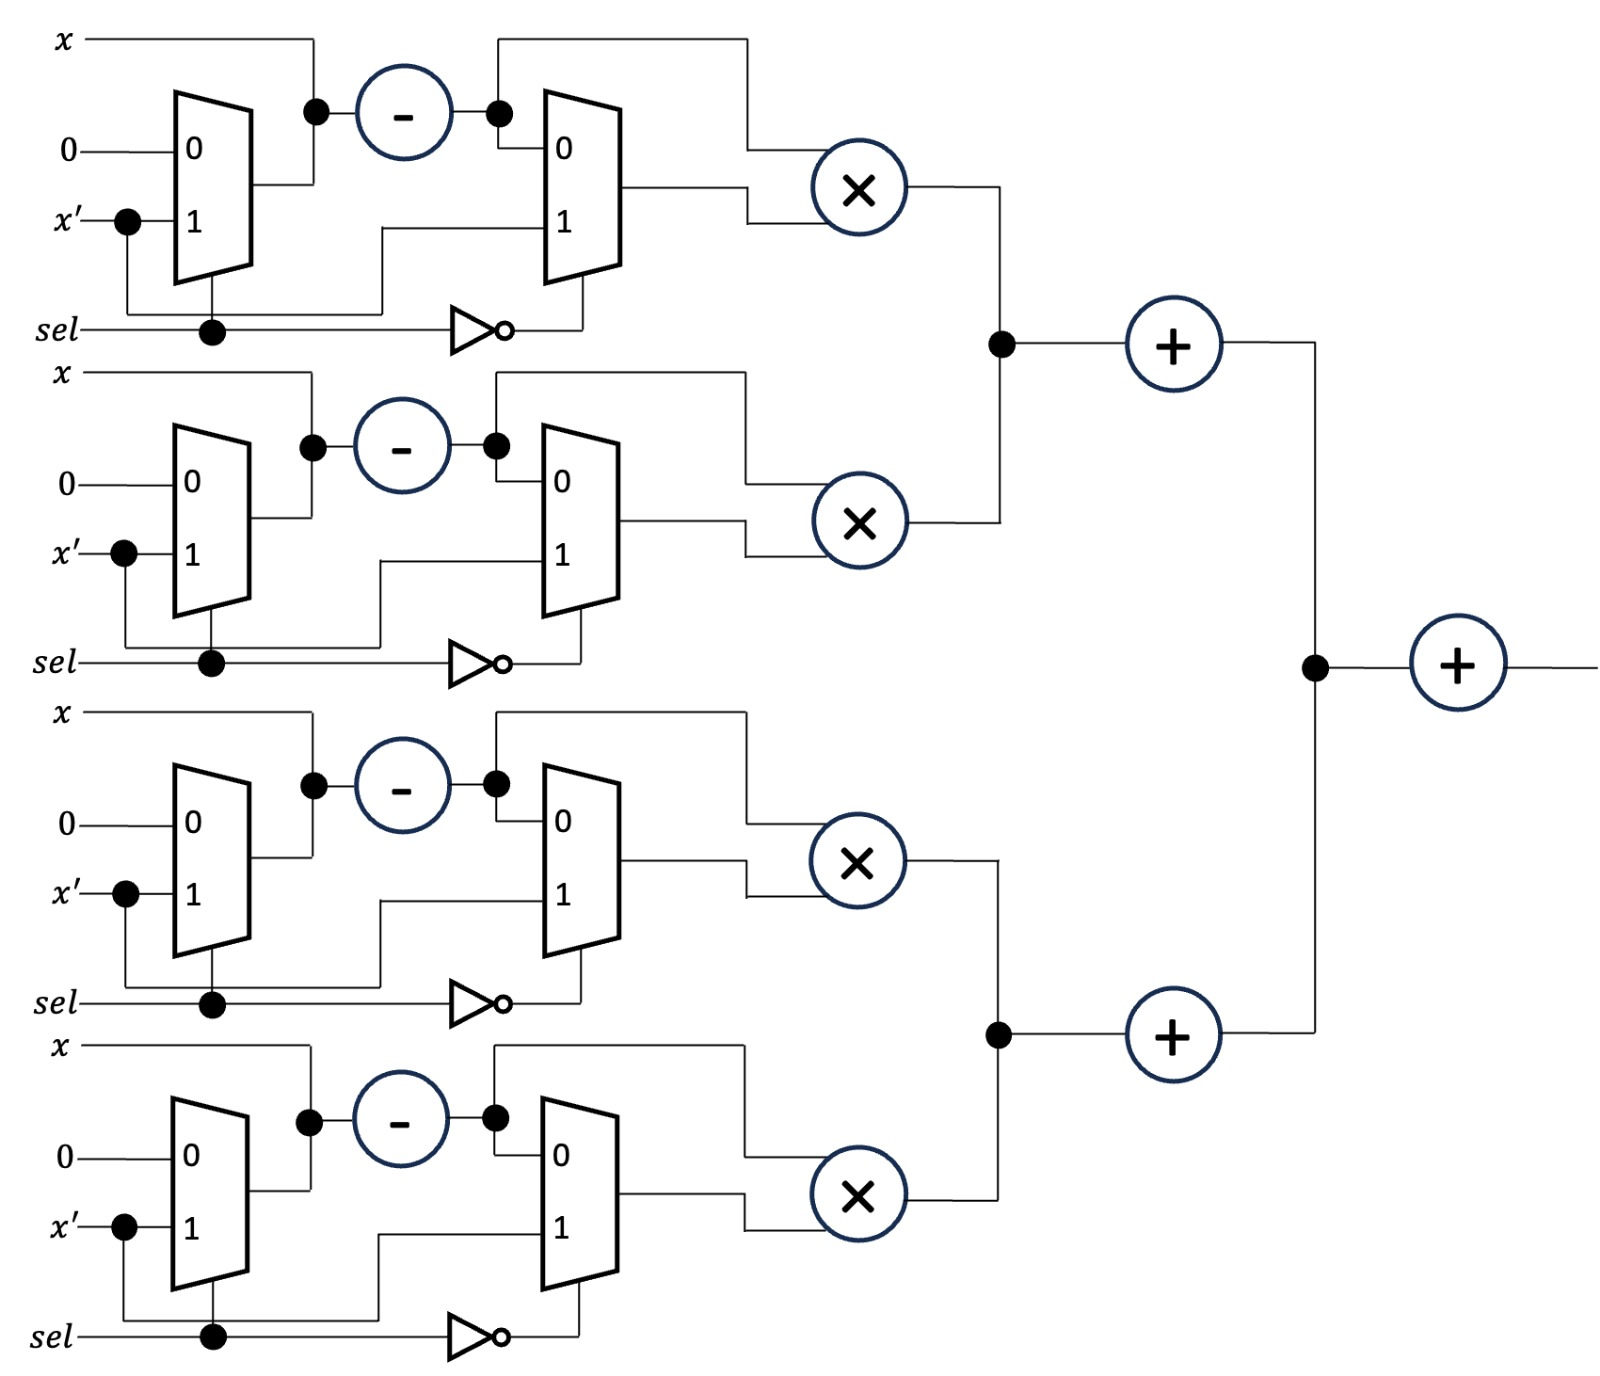 x
-
0 0 0
x′ 1 1
×
sel
+
x
-
0 0 0
x′ 1 1
×
sel
+
x
-
0 0 0
x′ 1 1
×
sel
+
x
-
0 0 0
x′ 1 1
×
sel